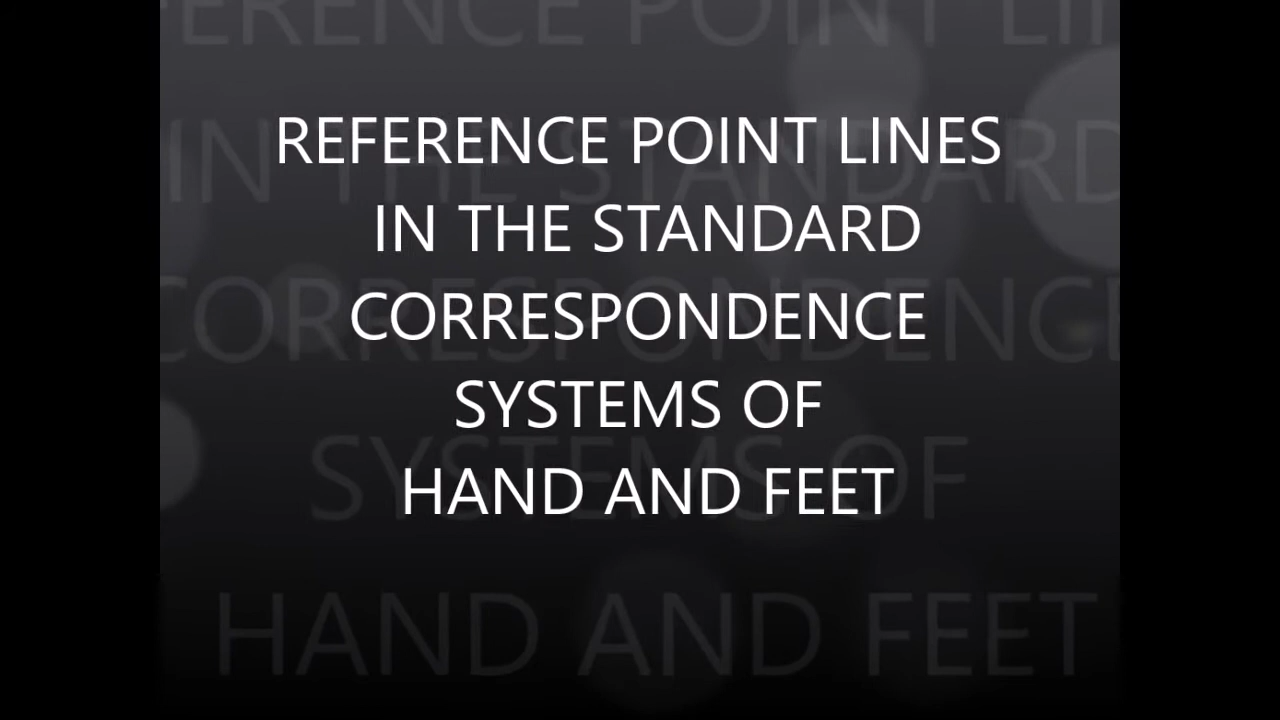 REFERENCE POINT LINES
IN THE STANDARD
CORRESPONDENCE
SYSTEMS OF
HAND AND FEET